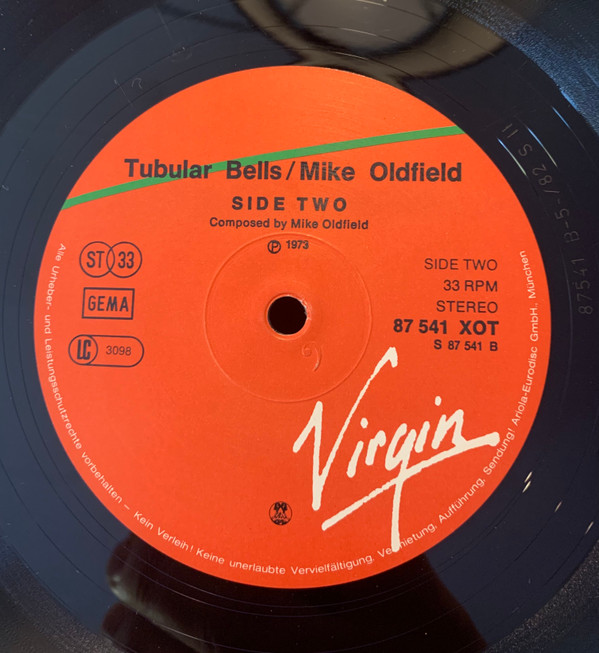 Tubular Bells / Mike Oldfield
SIDE TWO
Composed by Mike Oldfield
Ⓟ 1973
ST 33
GEMA
LC 3098
SIDE TWO
33 RPM
STEREO
87 541 XOT
S 87 541 B
Virgin
Alle Urheber- und Leistungsschutzrechte vorbehalten – Kein Verleih! Keine unerlaubte Vervielfältigung, Vermietung, Aufführung, Sendung! Ariola-Eurodisc GmbH., München
87541 B-5-/82 S II